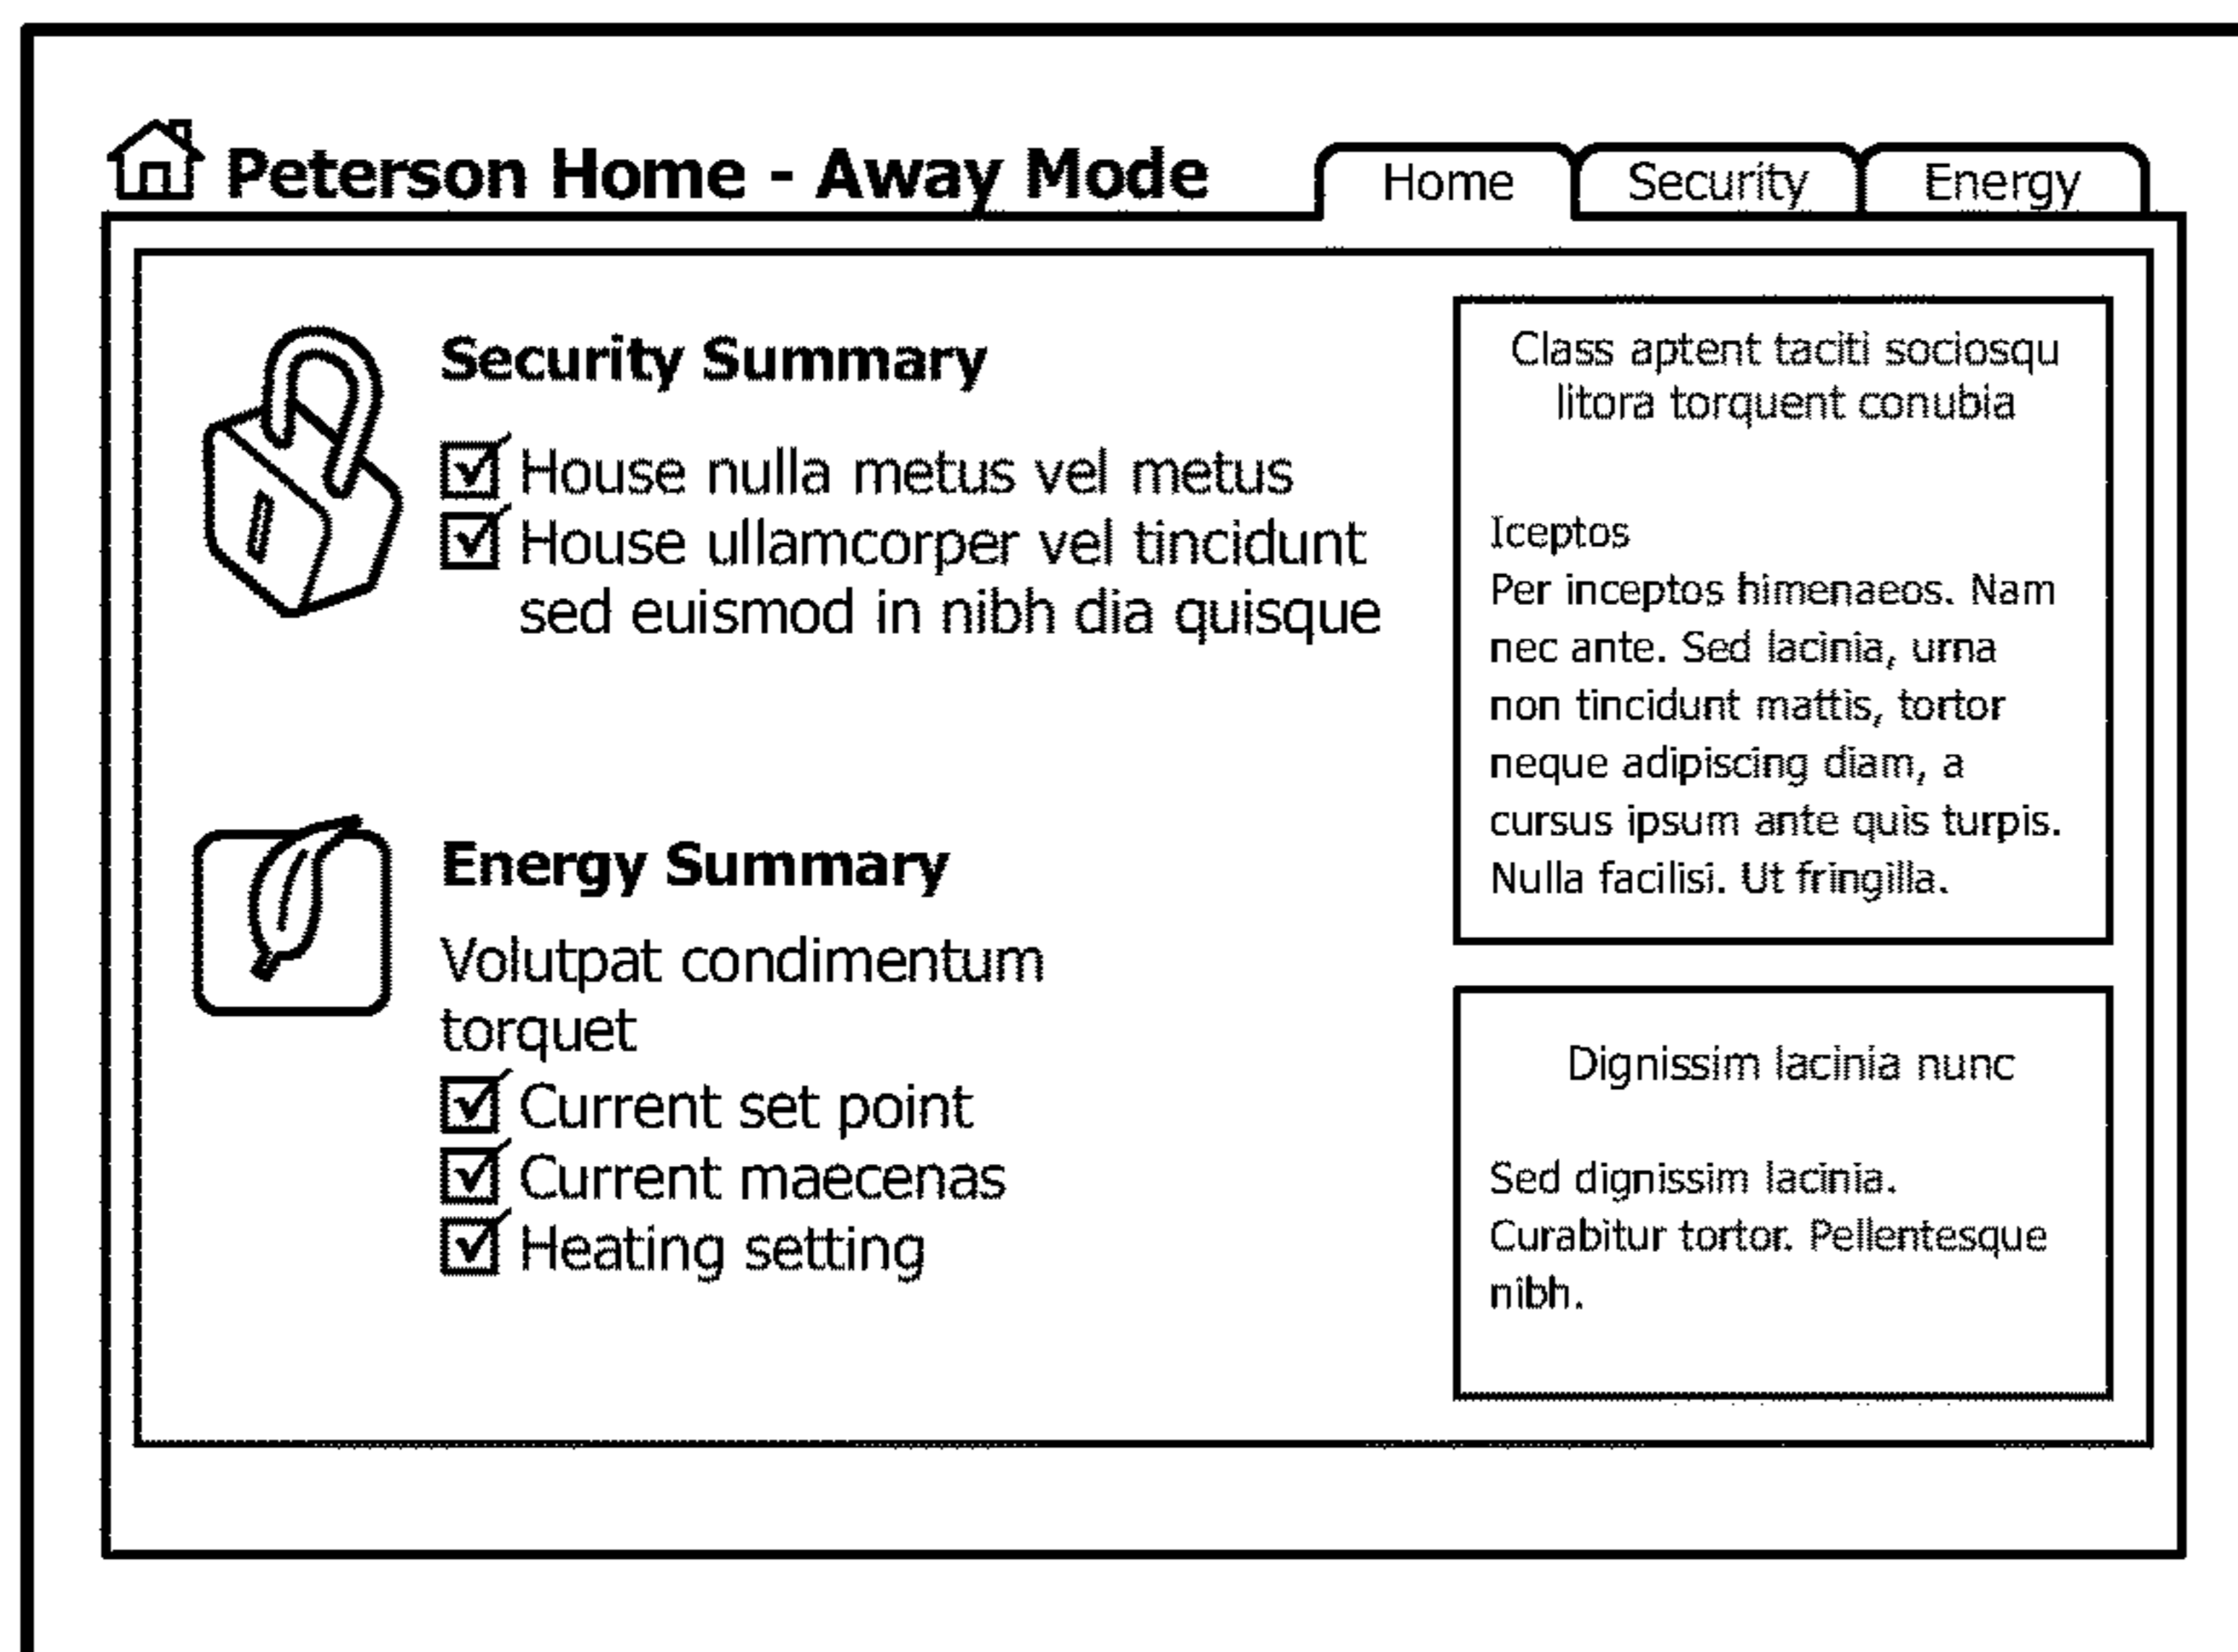 Peterson Home - Away Mode
Home
Security
Energy
Security Summary
House nulla metus vel metus
House ullamcorper vel tincidunt
sed euismod in nibh dia quisque
Energy Summary
Volutpat condimentum
torquet
Current set point
Current maecenas
Heating setting
Class aptent taciti sociosqu
litora torquent conubia
Iceptos
Per inceptos himenaeos. Nam
nec ante. Sed lacinia, urna
non tincidunt mattis, tortor
neque adipiscing diam, a
cursus ipsum ante quis turpis.
Nulla facilisi. Ut fringilla.
Dignissim lacinia nunc
Sed dignissim lacinia.
Curabitur tortor. Pellentesque
nibh.